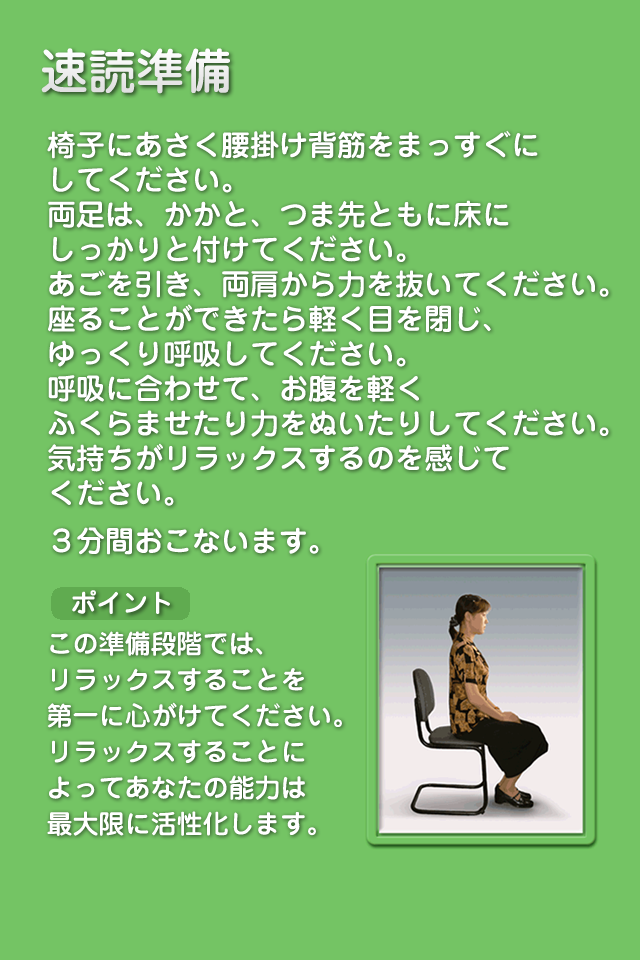 速読準備
椅子にあさく腰掛け背筋をまっすぐに
してください。
両足は、かかと、つま先ともに床に
しっかりと付けてください。
あごを引き、両肩から力を抜いてください。
座ることができたら軽く目を閉じ、
ゆっくり呼吸してください。
呼吸に合わせて、お腹を軽く
ふくらませたり力をぬいたりしてください。
気持ちがリラックスするのを感じて
ください。
３分間おこないます。
ポイント
この準備段階では、
リラックスすることを
第一に心がけてください。
リラックスすることに
よってあなたの能力は
最大限に活性化します。